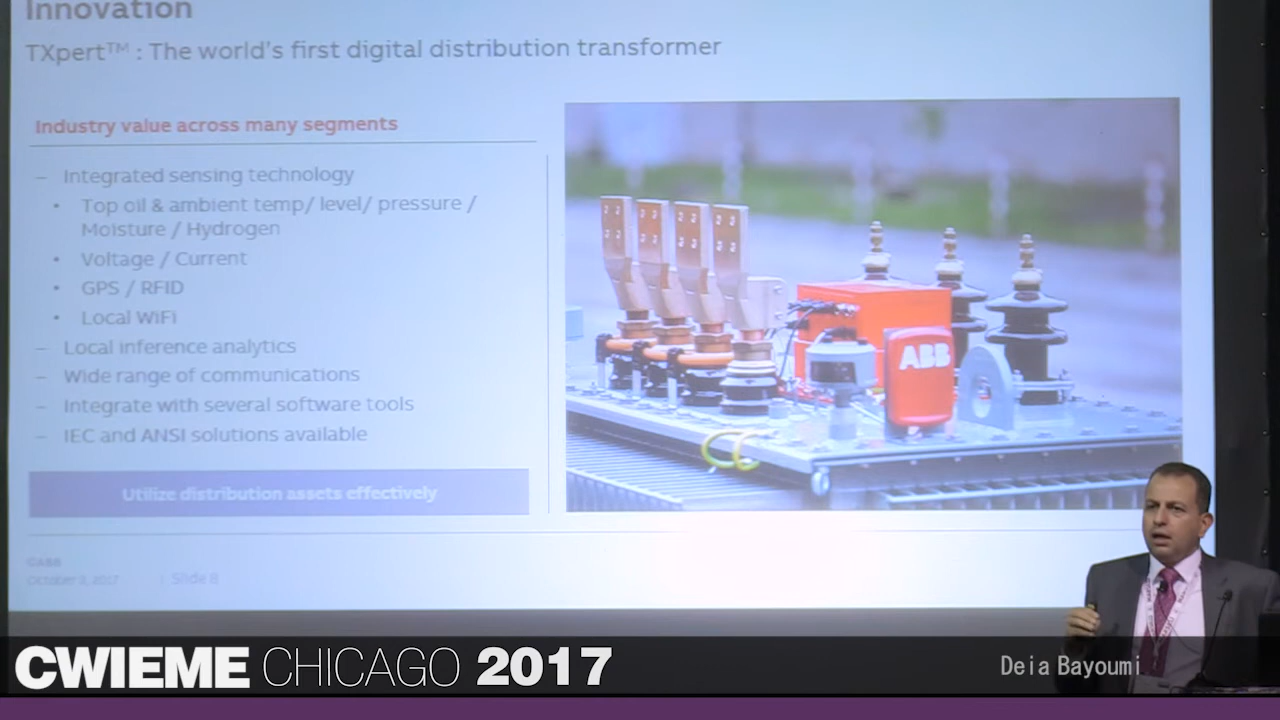 Innovation
TXpert™ : The world's first digital distribution transformer
Industry value across many segments
– Integrated sensing technology
• Top oil & ambient temp/ level/ pressure /
Moisture / Hydrogen
• Voltage / Current
• GPS / RFID
• Local WiFi
– Local inference analytics
– Wide range of communications
– Integrate with several software tools
– IEC and ANSI solutions available
Utilize distribution assets effectively
ABB
©ABB
| Slide 8
CWIEME CHICAGO 2017
Deia Bayoumi